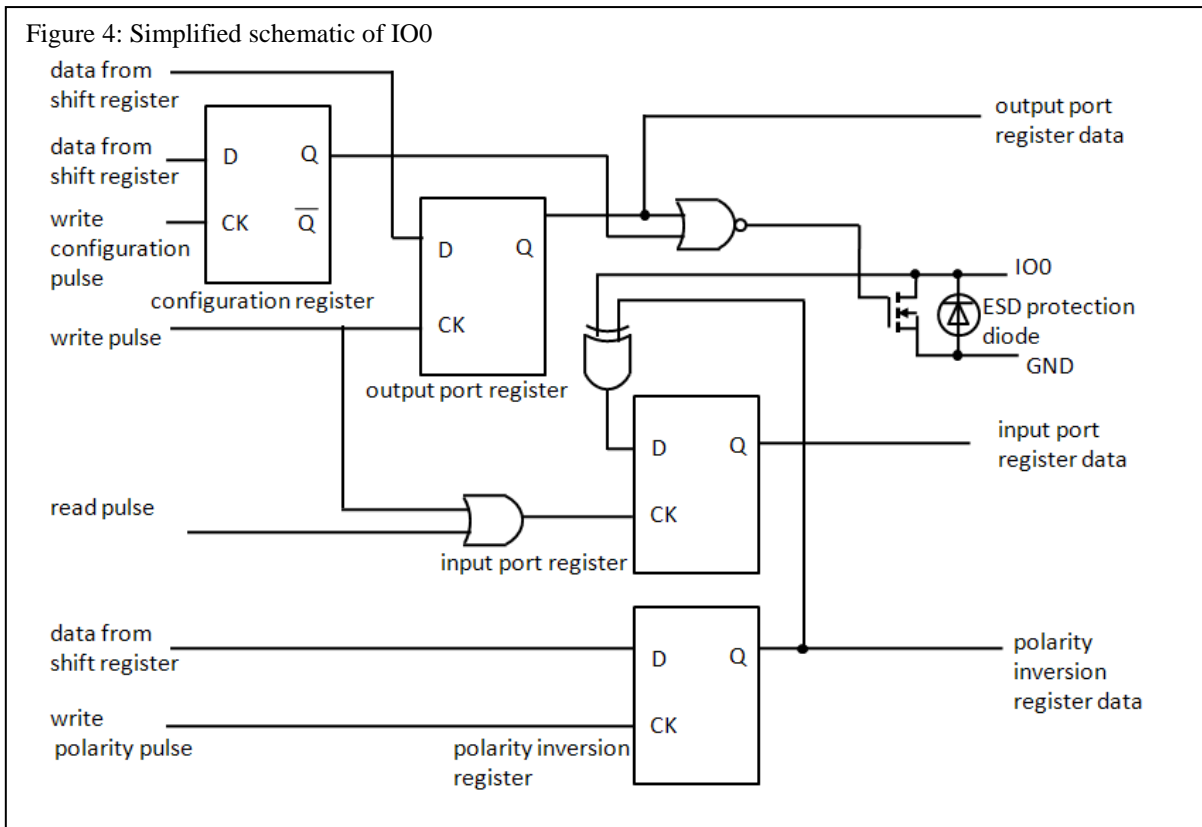 Figure 4: Simplified schematic of IO0
data from
shift register
data from
shift register
write
configuration
pulse
D
Q
CK
Q
configuration register
write pulse
D
Q
CK
output port register
output port
register data
IO0
ESD protection
diode
GND
D
Q
CK
input port register
input port
register data
read pulse
data from
shift register
write
polarity pulse
D
Q
CK
polarity inversion
register
polarity
inversion
register data